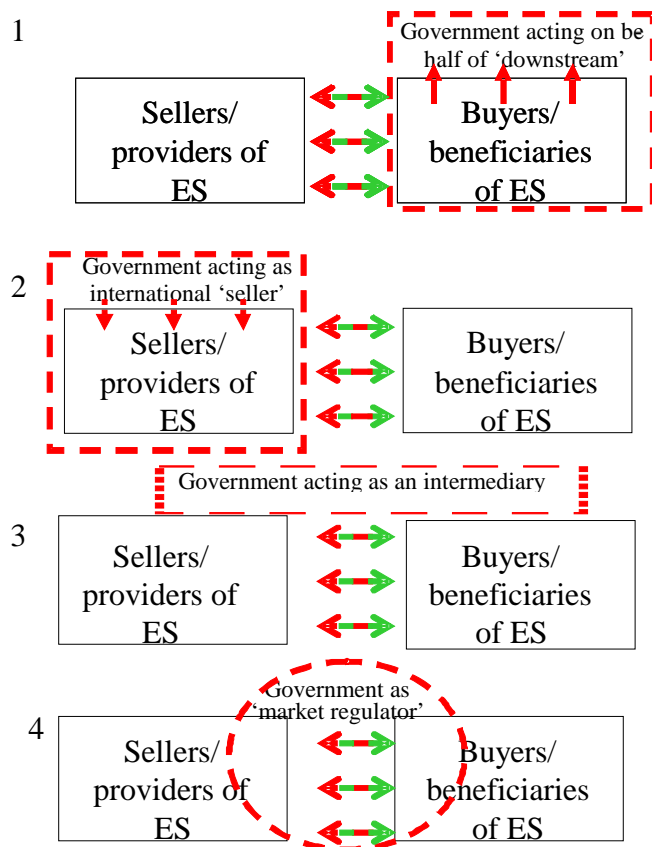 1
Government acting on be
half of ‘downstream’
Sellers/
providers of
ES
Buyers/
beneficiaries
of ES
2
Government acting as
international ‘seller’
Sellers/
providers of
ES
Buyers/
beneficiaries
of ES
Government acting as an intermediary
3
Sellers/
providers of
ES
Buyers/
beneficiaries
of ES
4
Government as
‘market regulator’
Sellers/
providers of
ES
Buyers/
beneficiaries
of ES